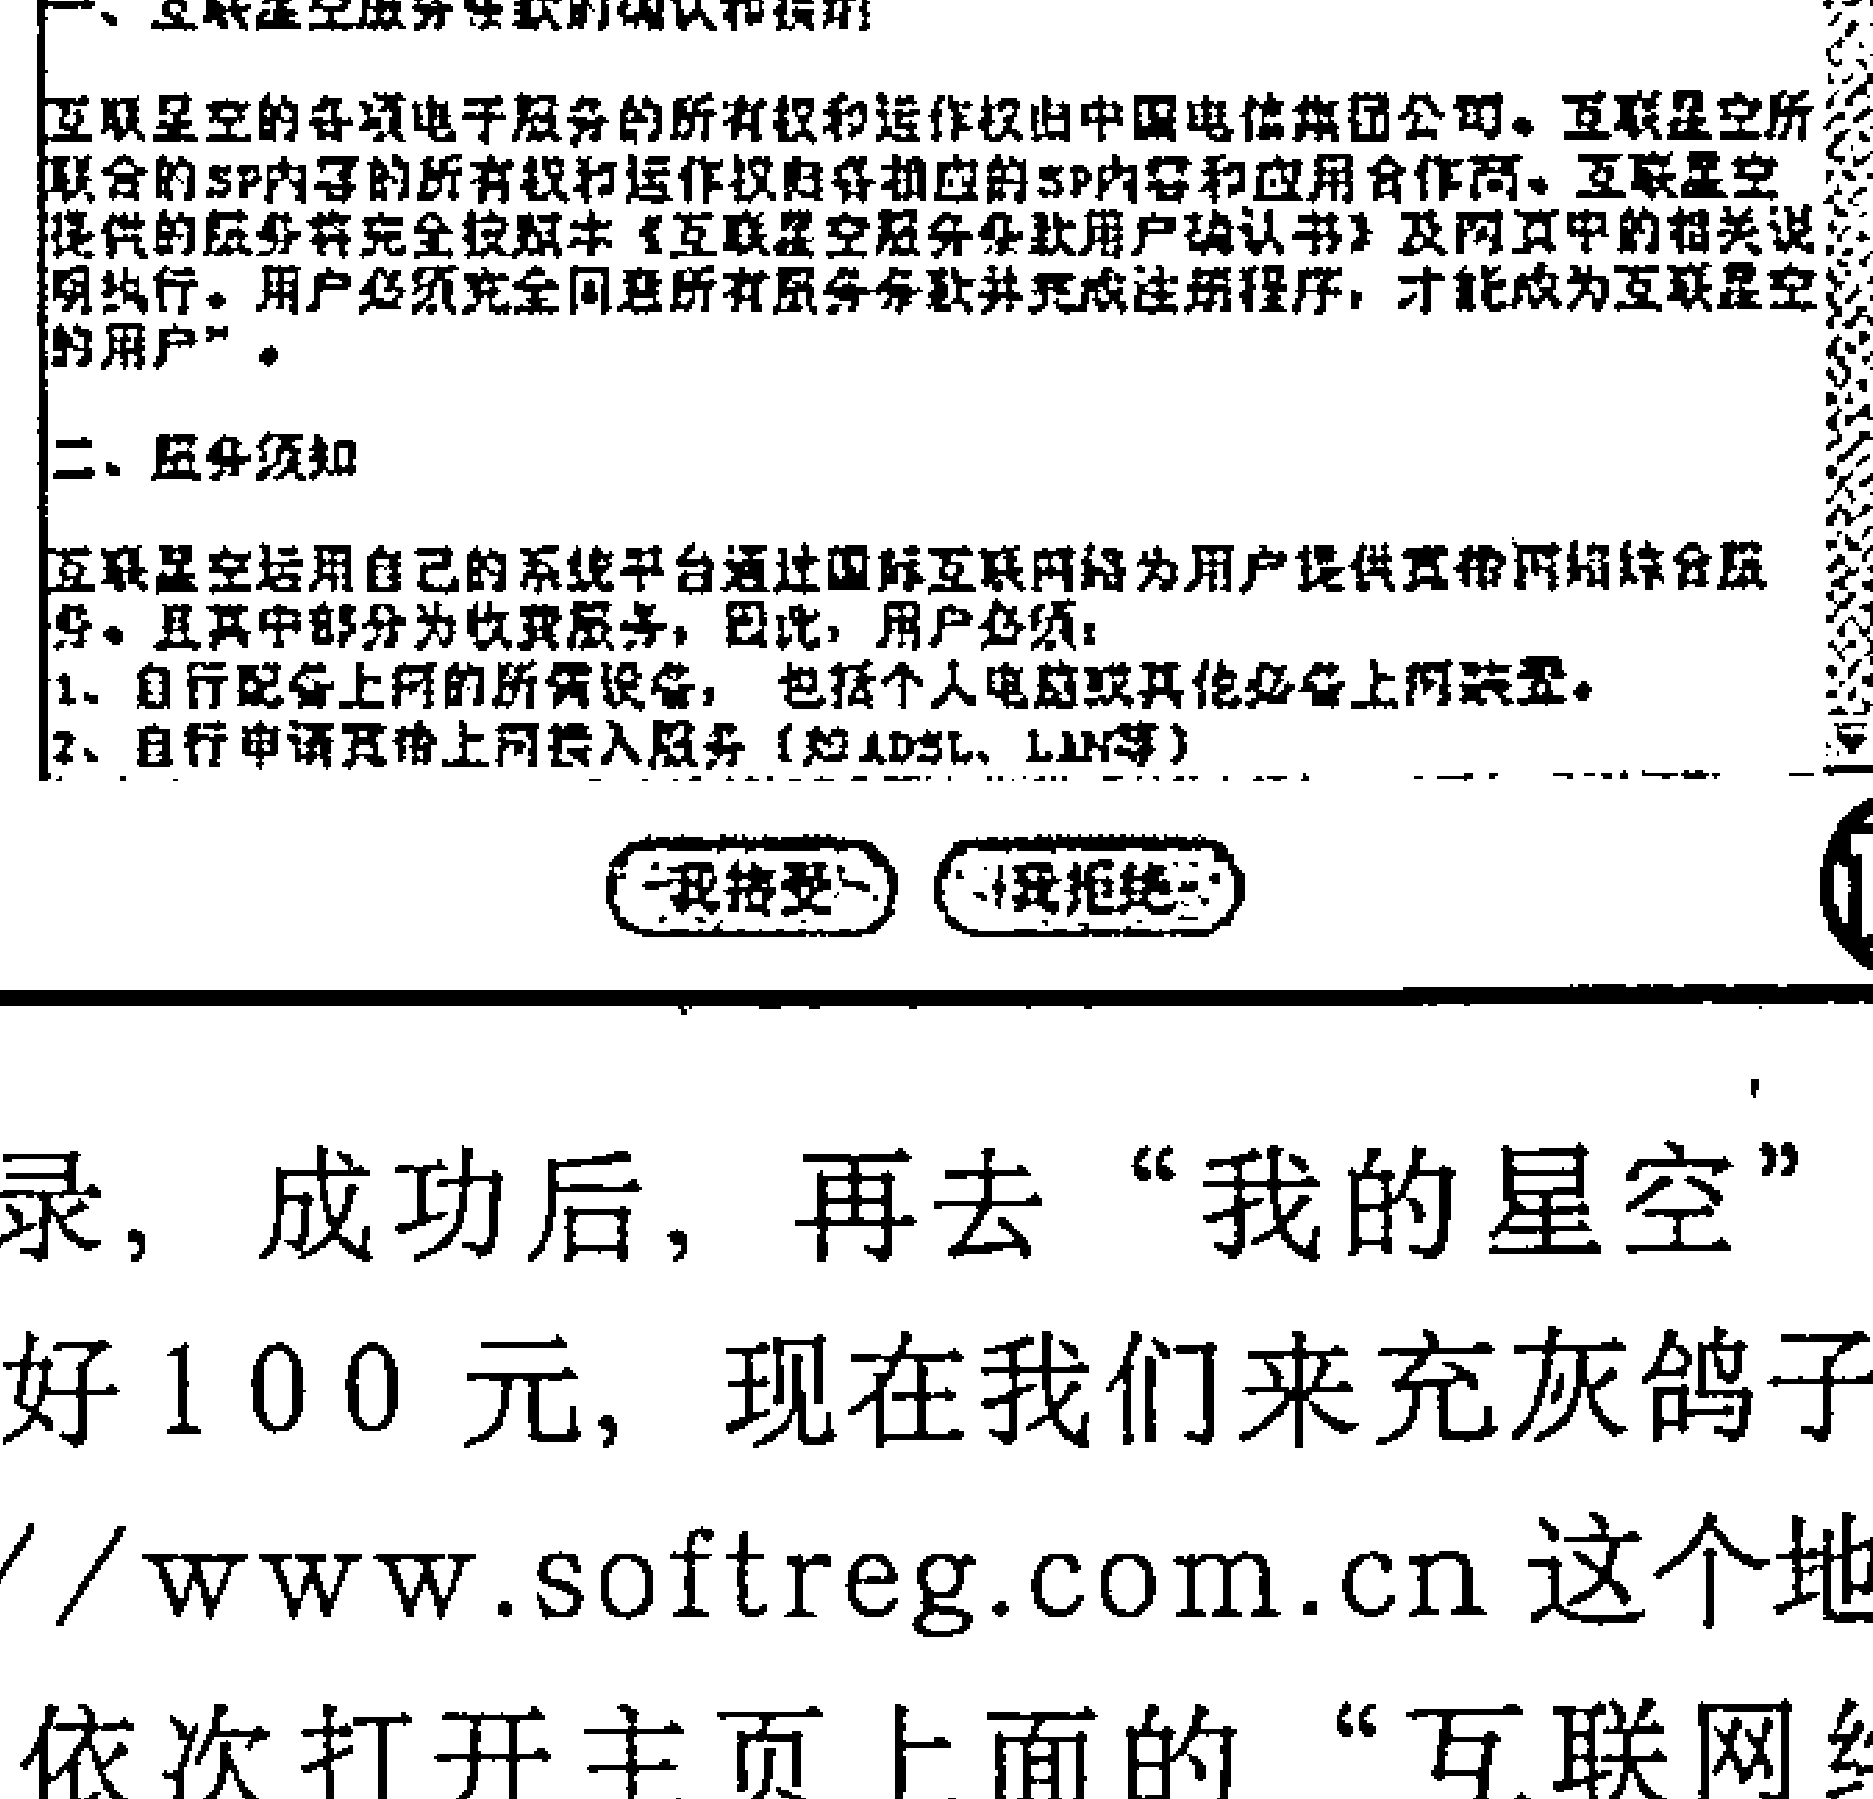 一、互联星空服务条款的确认和接纳
互联星空的各项电子服务的所有权和运作权归中国电信集团公司。互联星空所
联合的SP内容的所有权和运作权归各相应的SP内容和应用合作商。互联星空
提供的服务将完全按照本《互联星空服务条款用户确认书》及网页中的相关说
明执行。用户必须完全同意所有服务条款并完成注册程序，才能成为互联星空
的用户”。
二、服务须知
互联星空运用自己的系统平台通过国际互联网络为用户提供宽带网络综合服
务。且其中部分为收费服务，因此，用户必须：
1、自行配备上网的所需设备， 包括个人电脑或其他必备上网装置。
2、自行申请宽带上网接入服务（如ADSL、LAN等）
我接受 我拒绝
录，成功后，再去“我的星空”
好100元，现在我们来充灰鸽子
//www.softreg.com.cn这个地
依次打开主页上面的“互联网络